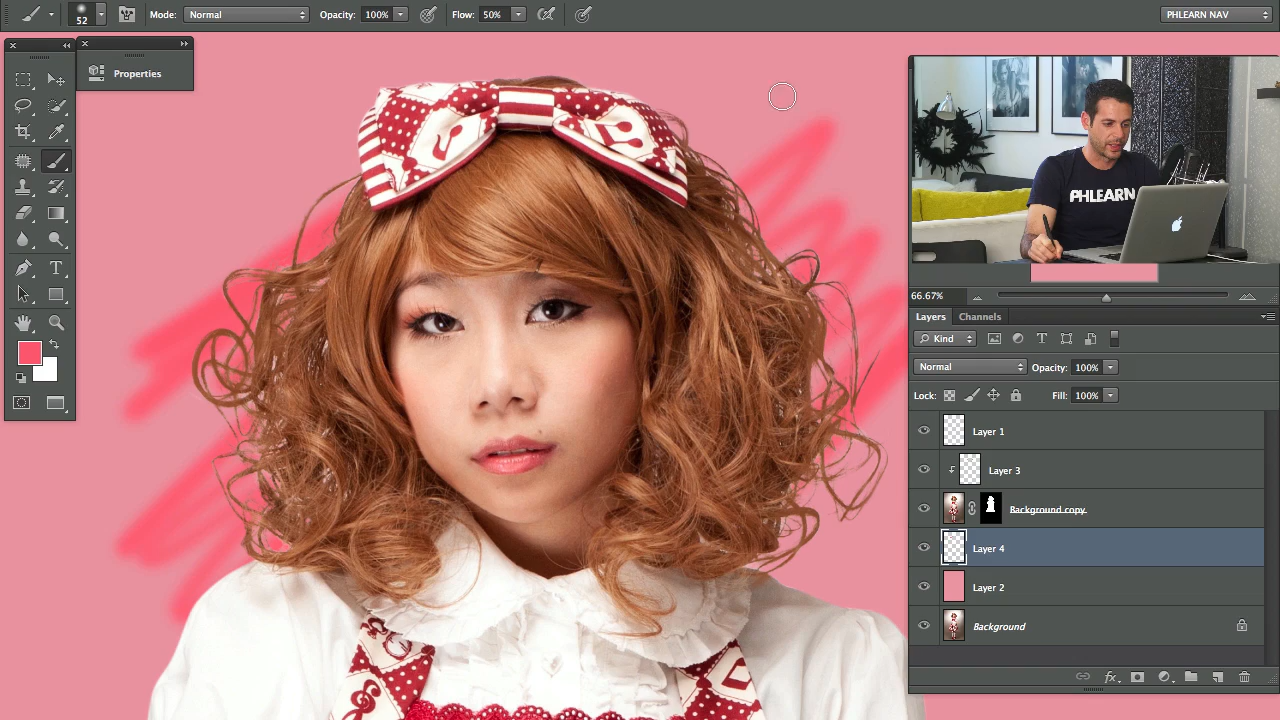 52
Mode: Normal Opacity: 100% Flow: 50% PHLEARN NAV
Properties
T
PHLEARN
66.67%
Layers Channels
Kind T
Normal Opacity: 100%
Lock: Fill: 100%
Layer 1
Layer 3
Background copy
Layer 4
Layer 2
Background
fx